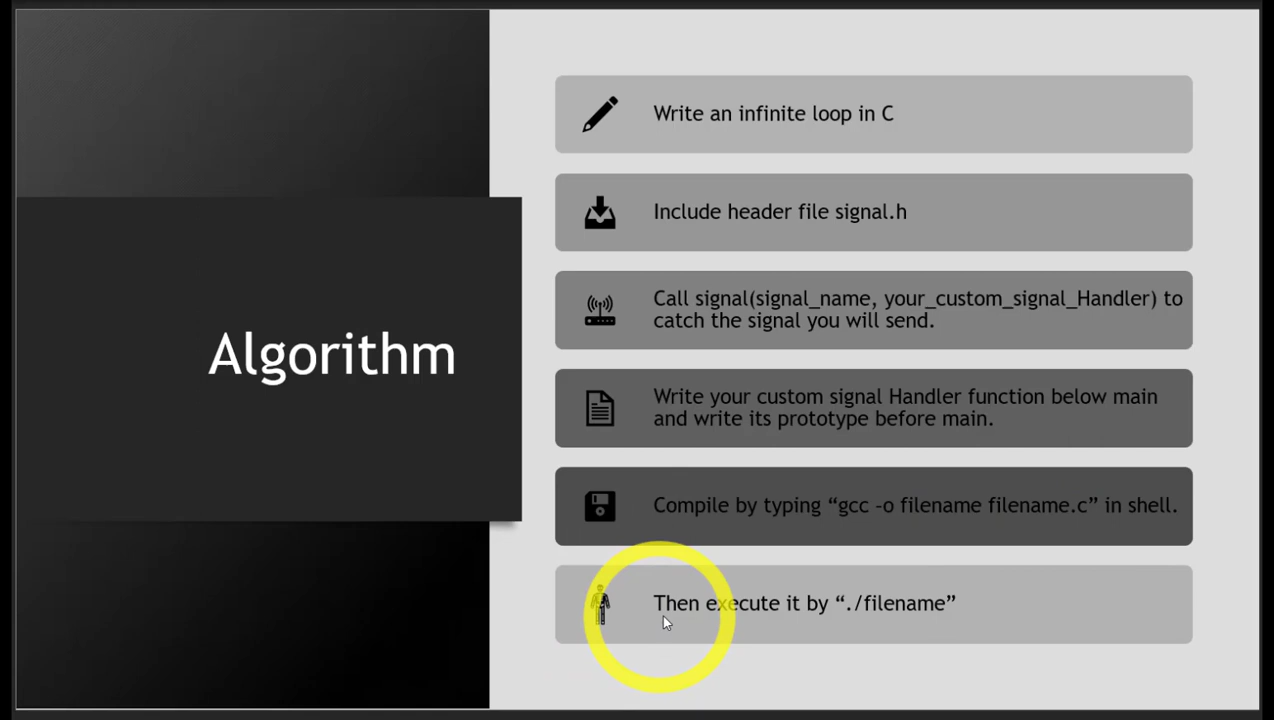 Algorithm
Write an infinite loop in C
Include header file signal.h
Call signal(signal_name, your_custom_signal_Handler) to
catch the signal you will send.
Write your custom signal Handler function below main
and write its prototype before main.
Compile by typing “gcc –o filename filename.c” in shell.
Then execute it by “./filename”